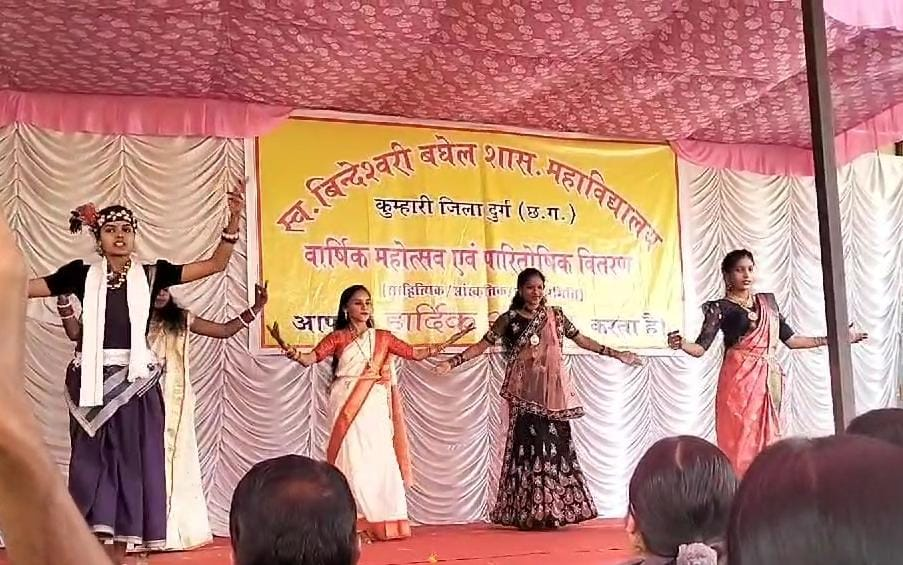 स्व. बिन्देश्वरी बघेल शास. महाविद्यालय
कुम्हारी जिला दुर्ग (छ.ग.)
वार्षिक महोत्सव एवं पारितोषिक वितरण
हार्दिक करता है